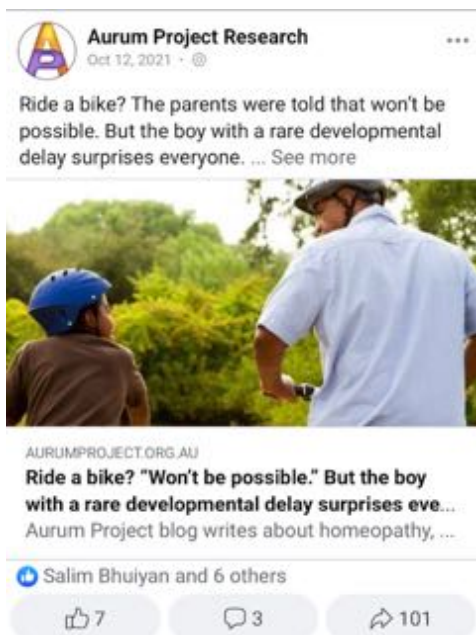 Aurum Project Research
Oct 12, 2021 ·
Ride a bike? The parents were told that won't be
possible. But the boy with a rare developmental
delay surprises everyone. ... See more
AURUMPROJECT.ORG.AU
Ride a bike? “Won't be possible.” But the boy
with a rare developmental delay surprises eve...
Aurum Project blog writes about homeopathy, ...
Salim Bhuiyan and 6 others
7
3
101